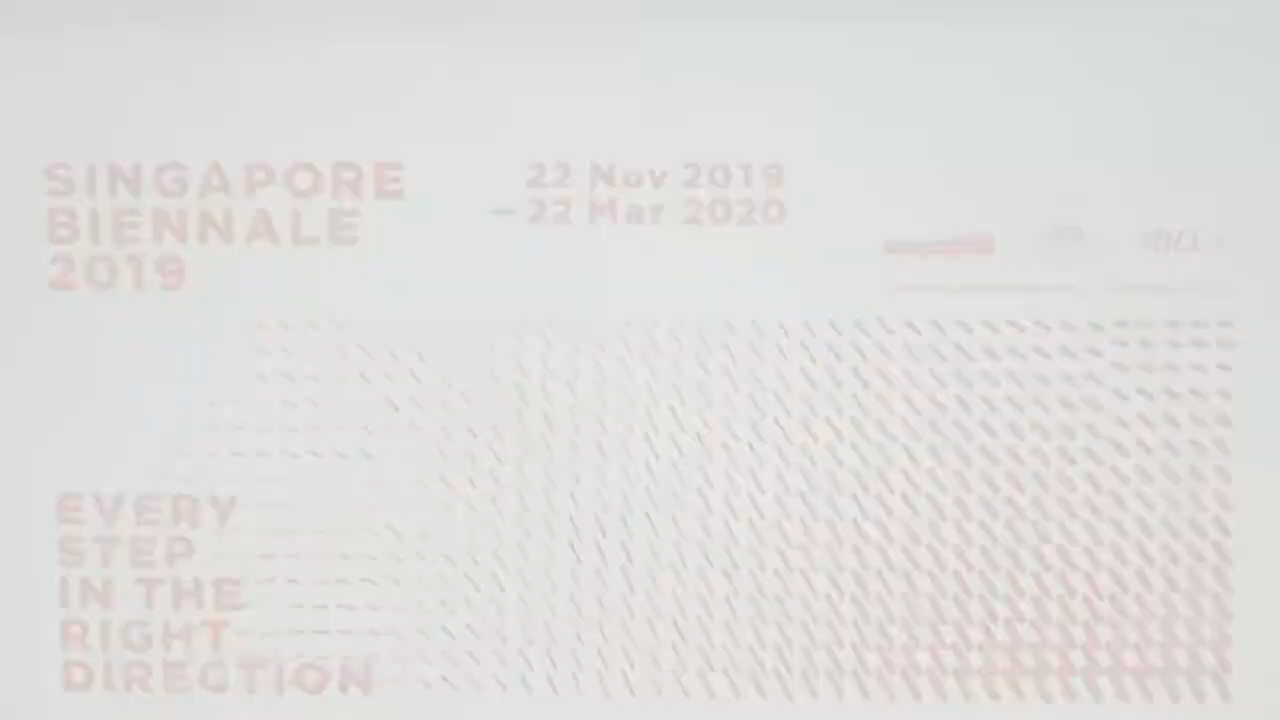 SINGAPORE
BIENNALE
2019
22 Nov 2019
– 22 Mar 2020
EVERY
STEP
IN THE
RIGHT
DIRECTION